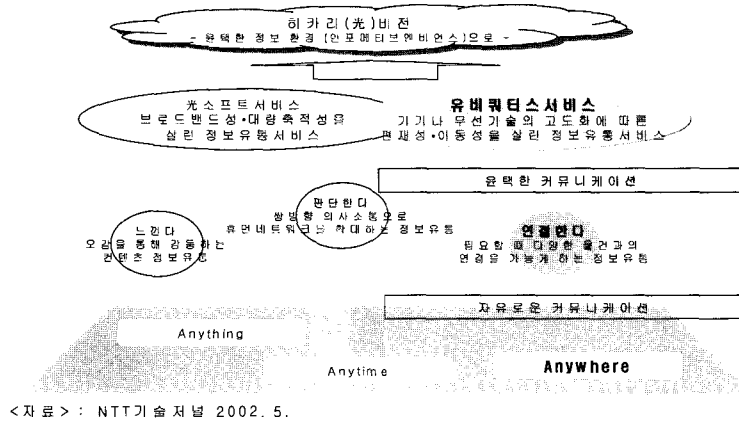 히카리(光)비전
- 윤택한 정보 환경 (인포메티브엔비언스)으로 -
光소프트서비스
브로드밴드성•대량축적성을
살린 정보유통서비스
유비쿼터스서비스
기기나 무선기술의 고도화에 따른
편재성•이동성을 살린 정보유통서비스
윤택한 커뮤니케이션
판단한다
쌍방향 의사소통으로
휴먼네트워크를 확대하는 정보유통
느낀다
오감을 통해 감동하는
컨텐츠 정보유통
연결한다
필요할 때 다양한 물건과의
연결을 가능케 하는 정보유통
자유로운 커뮤니케이션
Anything
Anytime
Anywhere
<자료> : NTT기술저널 2002. 5.